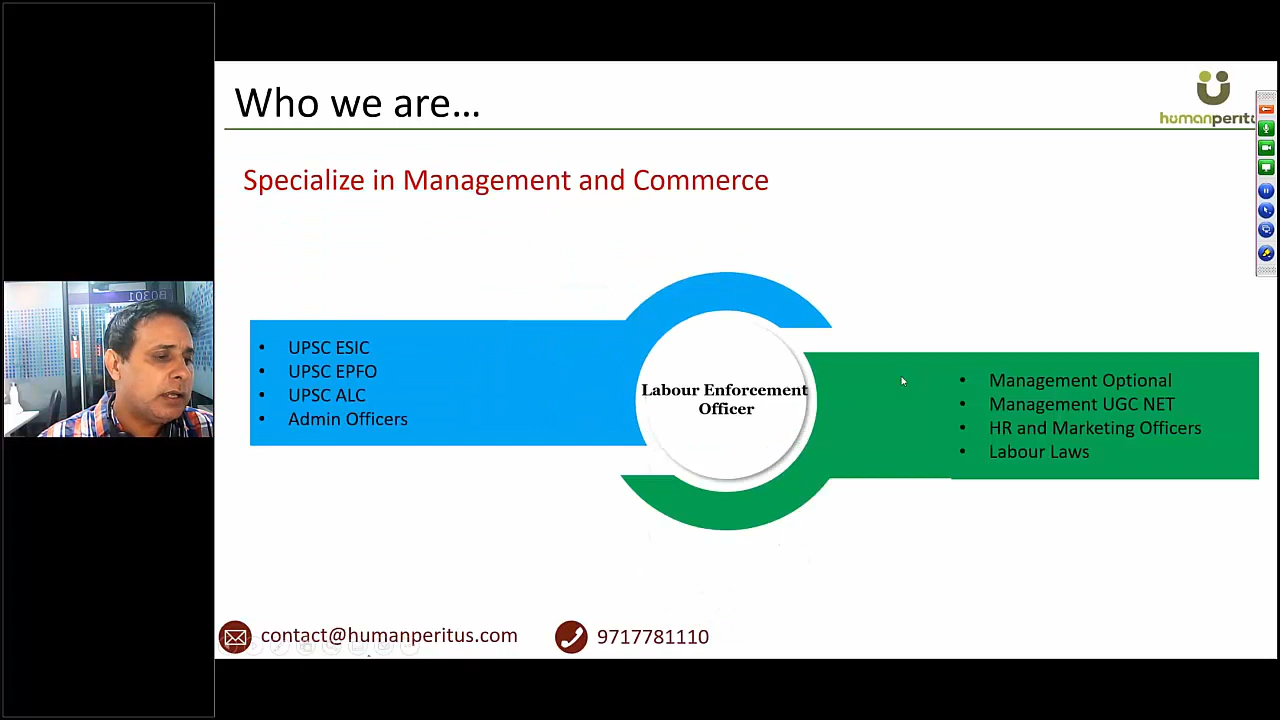 Who we are...
humanperitu
Specialize in Management and Commerce
• UPSC ESIC
• UPSC EPFO
• UPSC ALC
• Admin Officers
Labour Enforcement
Officer
• Management Optional
• Management UGC NET
• HR and Marketing Officers
• Labour Laws
B0301
contact@humanperitus.com
9717781110